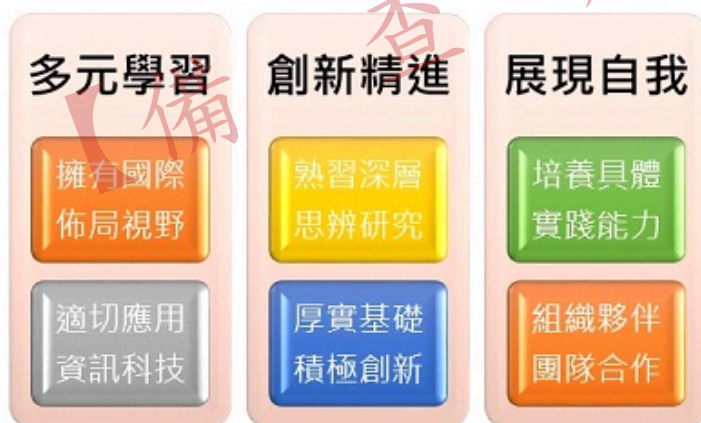 多元學習
擁有國際
佈局視野
適切應用
資訊科技
創新精進
熟習深層
思辨研究
厚實基礎
積極創新
展現自我
培養具體
實踐能力
組織夥伴
團隊合作
【備查